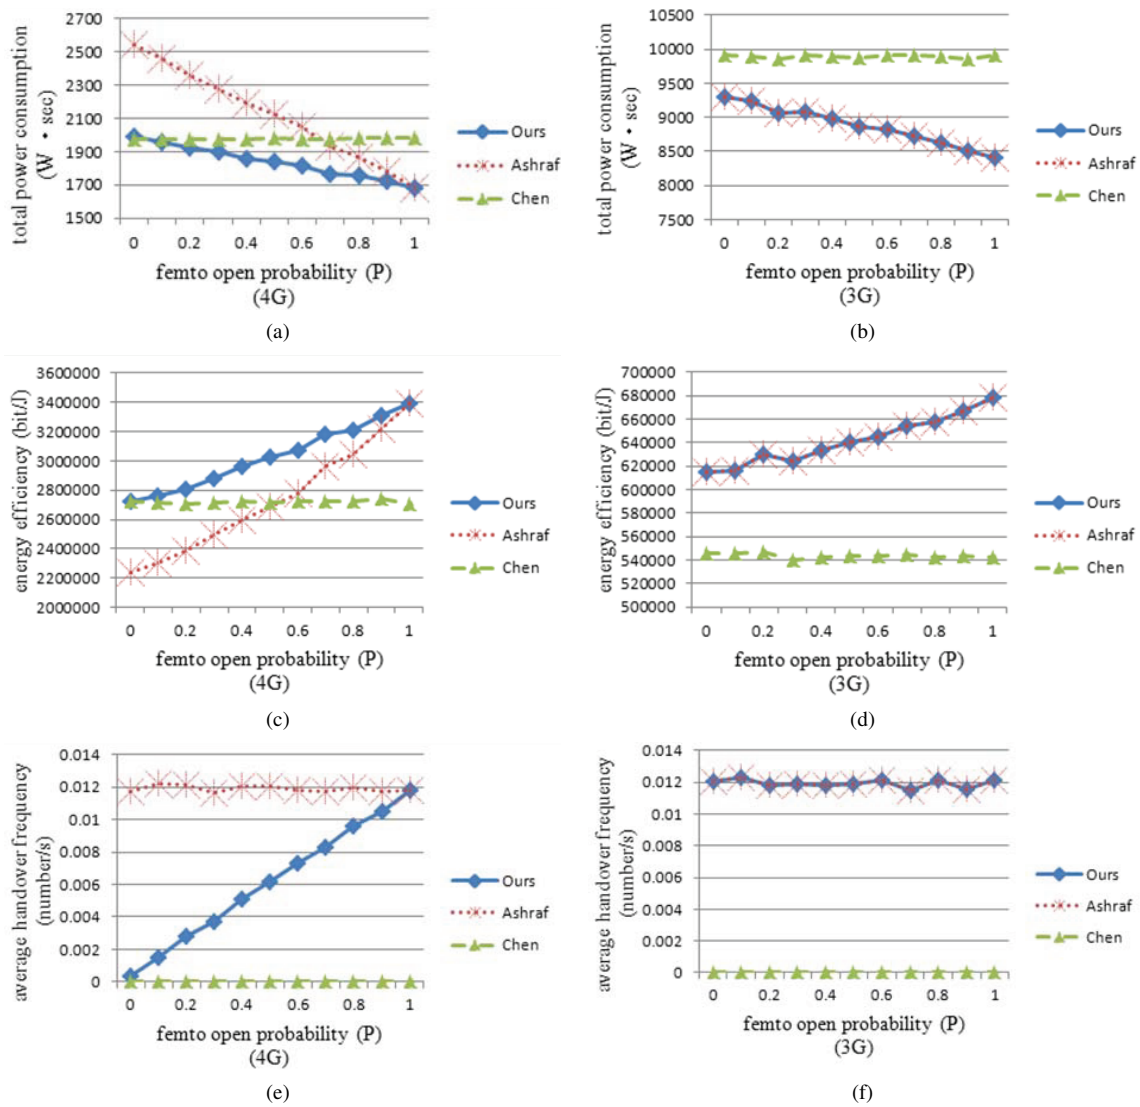 total power consumption
(W • sec)
2700
2500
2300
2100
1900
1700
1500
0 0.2 0.4 0.6 0.8 1
femto open probability (P)
(4G)
Ours
Ashraf
Chen
(a)
total power consumption
(W • sec)
10500
10000
9500
9000
8500
8000
7500
0 0.2 0.4 0.6 0.8 1
femto open probability (P)
(3G)
Ours
Ashraf
Chen
(b)
energy efficiency (bit/J)
3600000
3400000
3200000
3000000
2800000
2600000
2400000
2200000
2000000
0 0.2 0.4 0.6 0.8 1
femto open probability (P)
(4G)
Ours
Ashraf
Chen
(c)
energy efficiency (bit/J)
700000
680000
660000
640000
620000
600000
580000
560000
540000
520000
500000
0 0.2 0.4 0.6 0.8 1
femto open probability (P)
(3G)
Ours
Ashraf
Chen
(d)
average handover frequency
(number/s)
0.014
0.012
0.01
0.008
0.006
0.004
0.002
0
0 0.2 0.4 0.6 0.8 1
femto open probability (P)
(4G)
Ours
Ashraf
Chen
(e)
average handover frequency
(number/s)
0.014
0.012
0.01
0.008
0.006
0.004
0.002
0
0 0.2 0.4 0.6 0.8 1
femto open probability (P)
(3G)
Ours
Ashraf
Chen
(f)